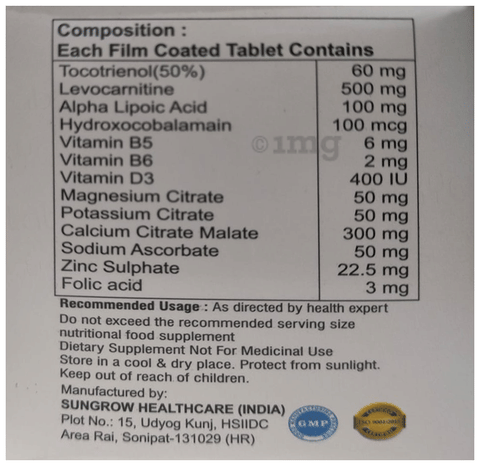 Composition :
Each Film Coated Tablet Contains
Tocotrienol(50%) 60 mg
Levocarnitine 500 mg
Alpha Lipoic Acid 100 mg
Hydroxocobalamain 100 mcg
Vitamin B5 6 mg
Vitamin B6 2 mg
Vitamin D3 400 IU
Magnesium Citrate 50 mg
Potassium Citrate 50 mg
Calcium Citrate Malate 300 mg
Sodium Ascorbate 50 mg
Zinc Sulphate 22.5 mg
Folic acid 3 mg
©1mg
Recommended Usage : As directed by health expert
Do not exceed the recommended serving size
nutritional food supplement
Dietary Supplement Not For Medicinal Use
Store in a cool & dry place. Protect from sunlight.
Keep out of reach of children.
Manufactured by:
SUNGROW HEALTHCARE (INDIA)
Plot No.: 15, Udyog Kunj, HSIIDC
Area Rai, Sonipat-131029 (HR)
GMP